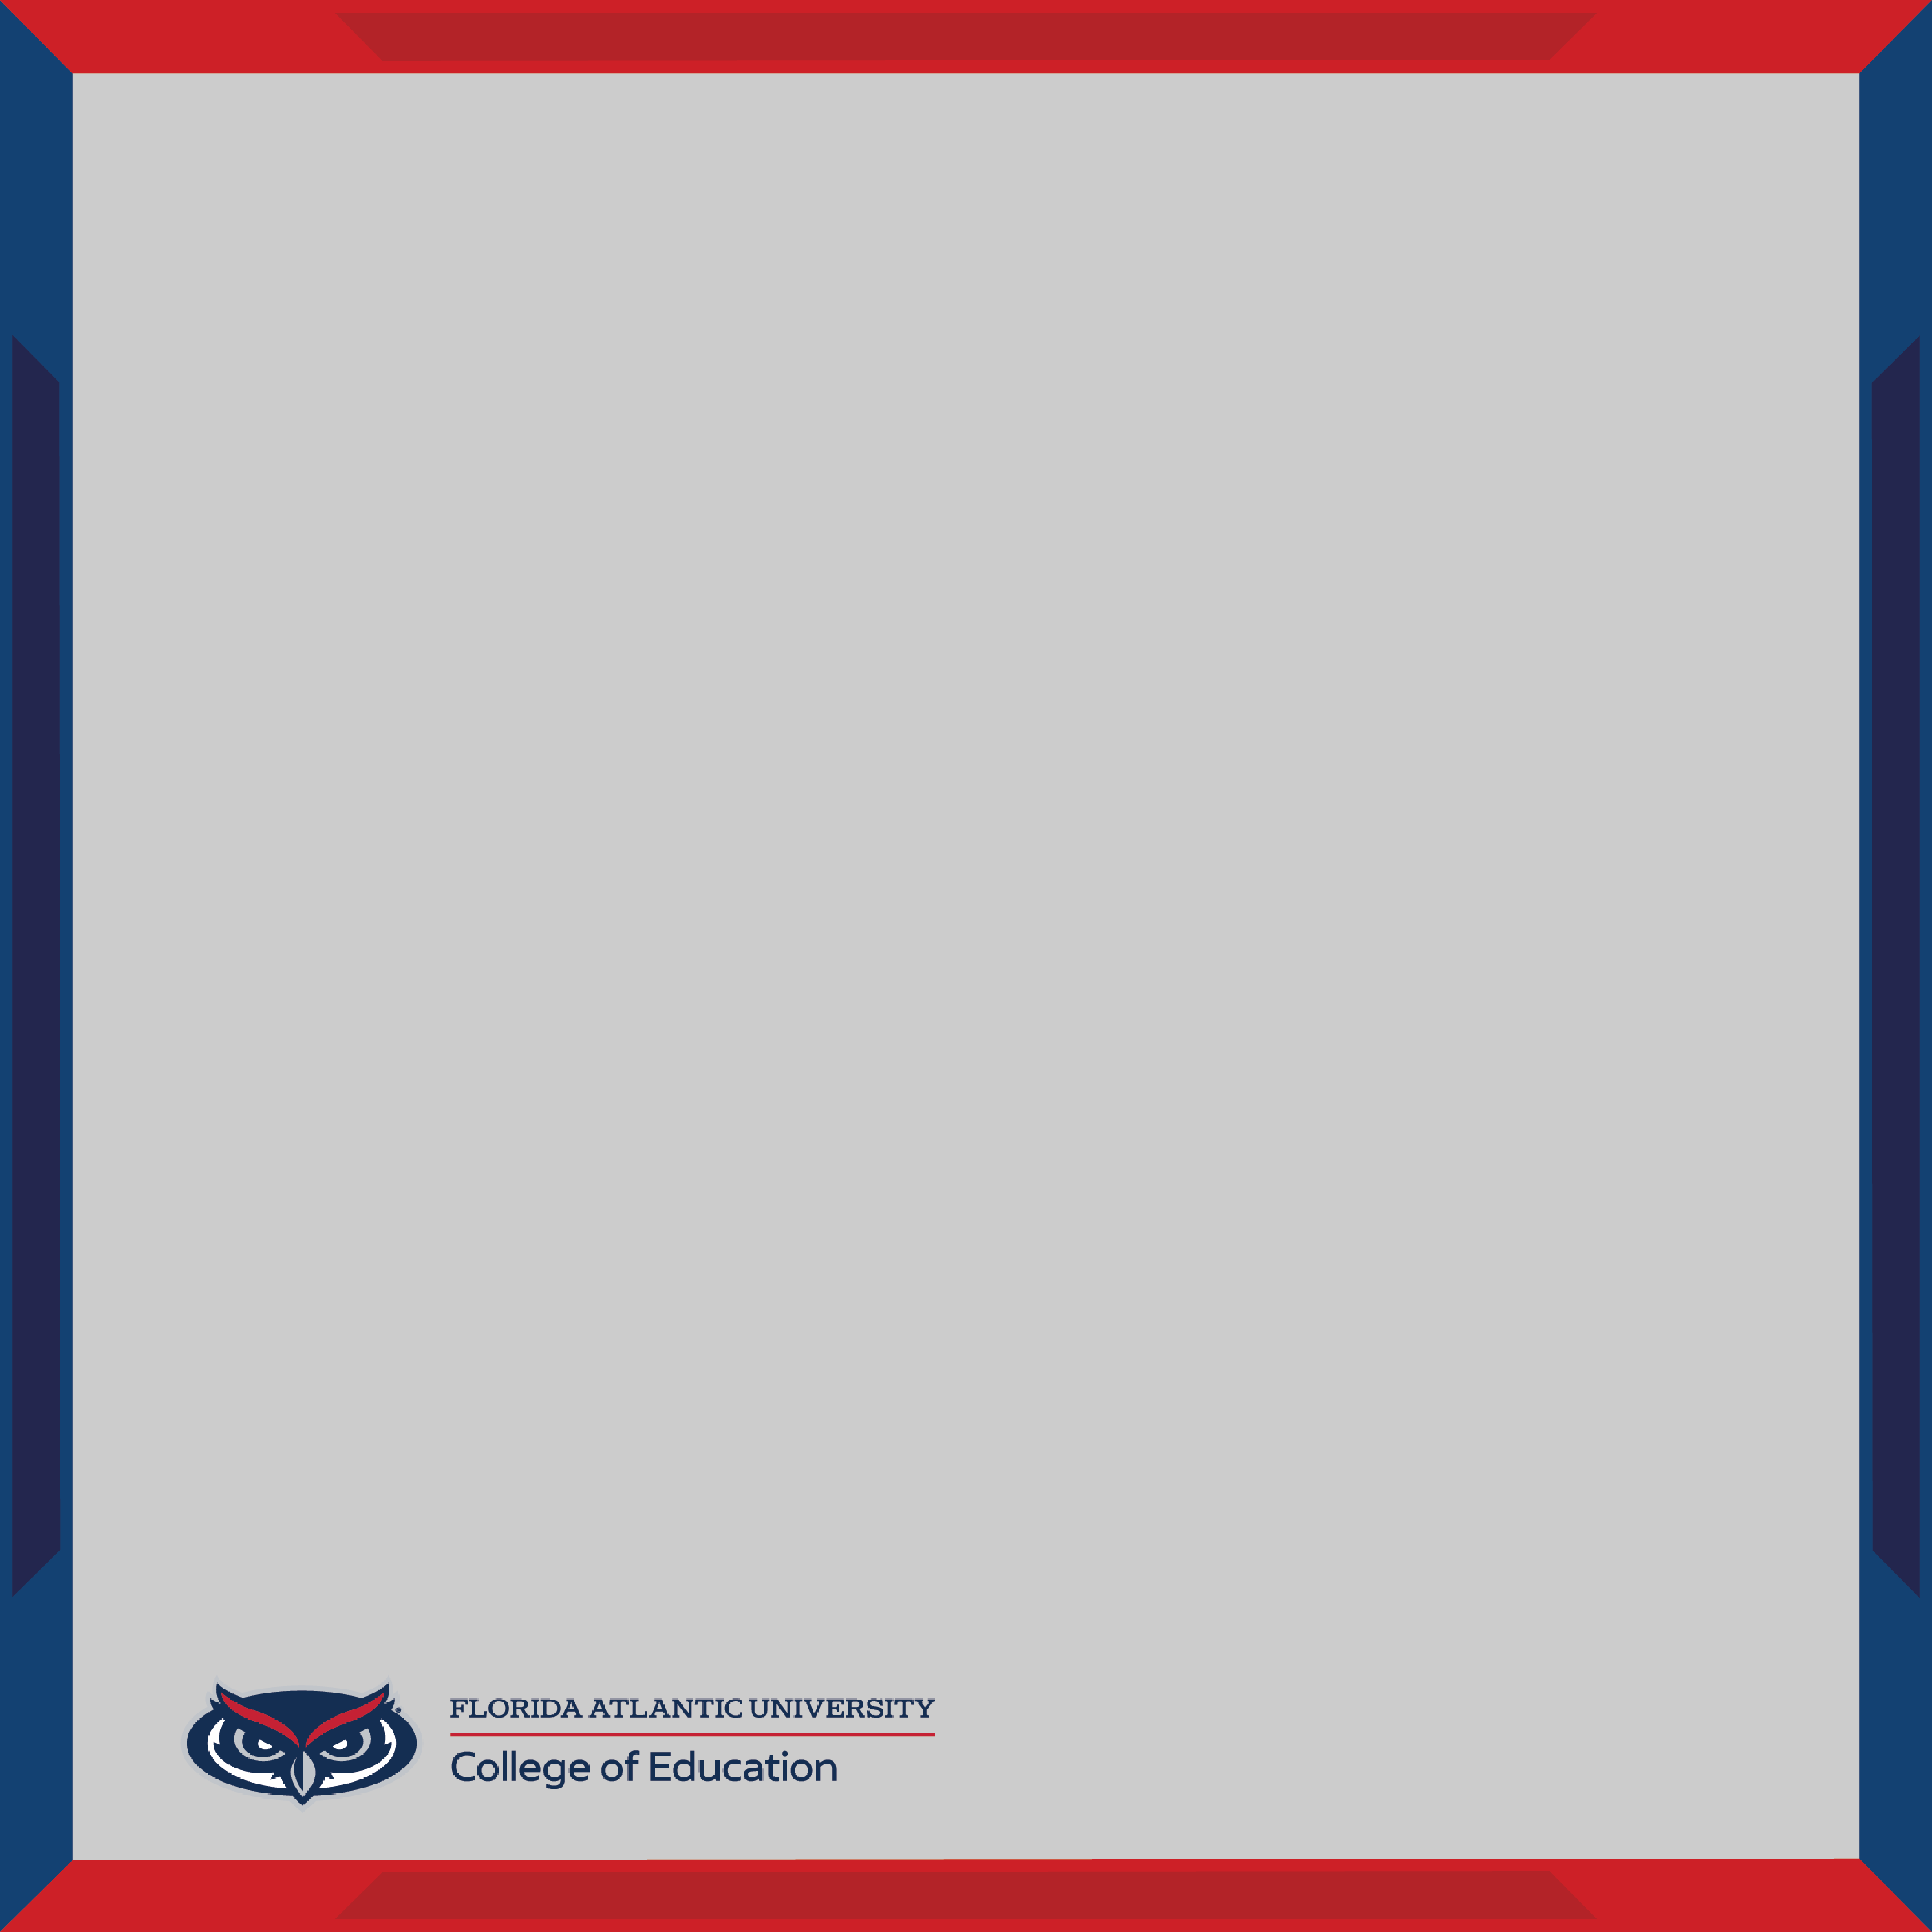 FLORIDA ATLANTIC UNIVERSITY
College of Education